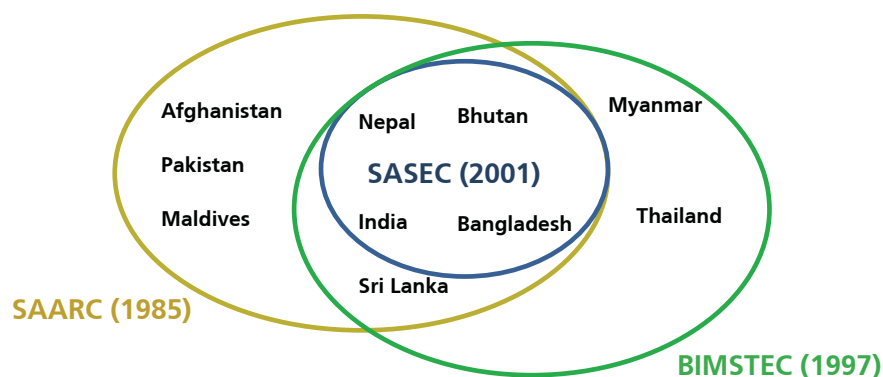 Afghanistan
Pakistan
Maldives
Nepal
Bhutan
SASEC (2001)
India
Bangladesh
Sri Lanka
Myanmar
Thailand
SAARC (1985)
BIMSTEC (1997)